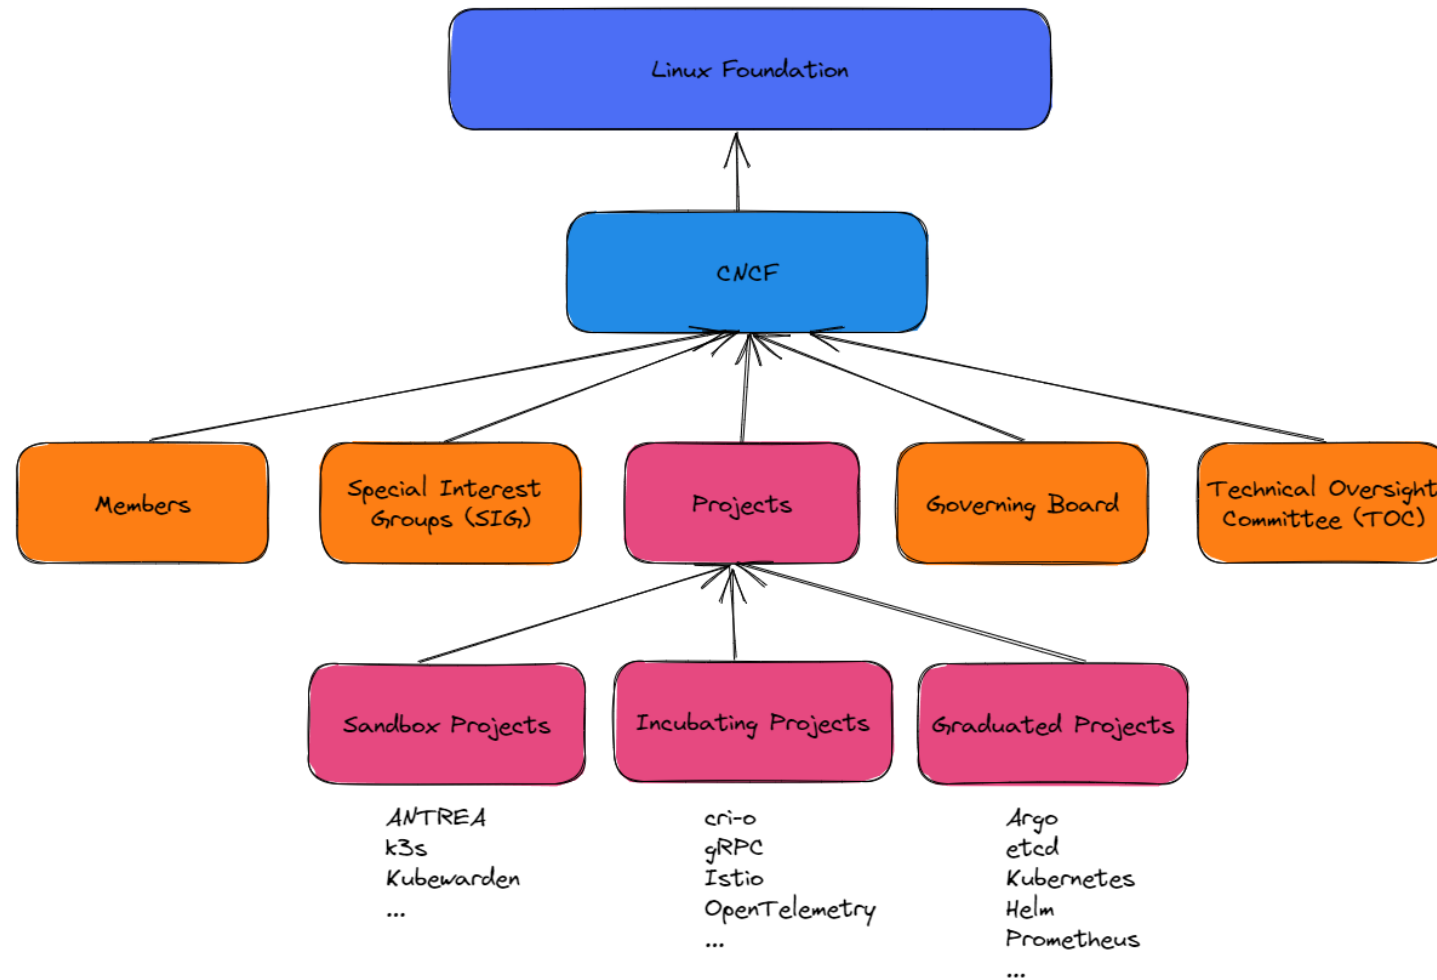 Linux Foundation
CNCF
Members
Special Interest
Groups (SIG)
Projects
Governing Board
Technical Oversight
Committee (TOC)
Sandbox Projects
Incubating Projects
Graduated Projects
ANTREA
k3s
Kubewarden
...
cri-o
gRPC
Istio
OpenTelemetry
...
Argo
etcd
Kubernetes
Helm
Prometheus
...